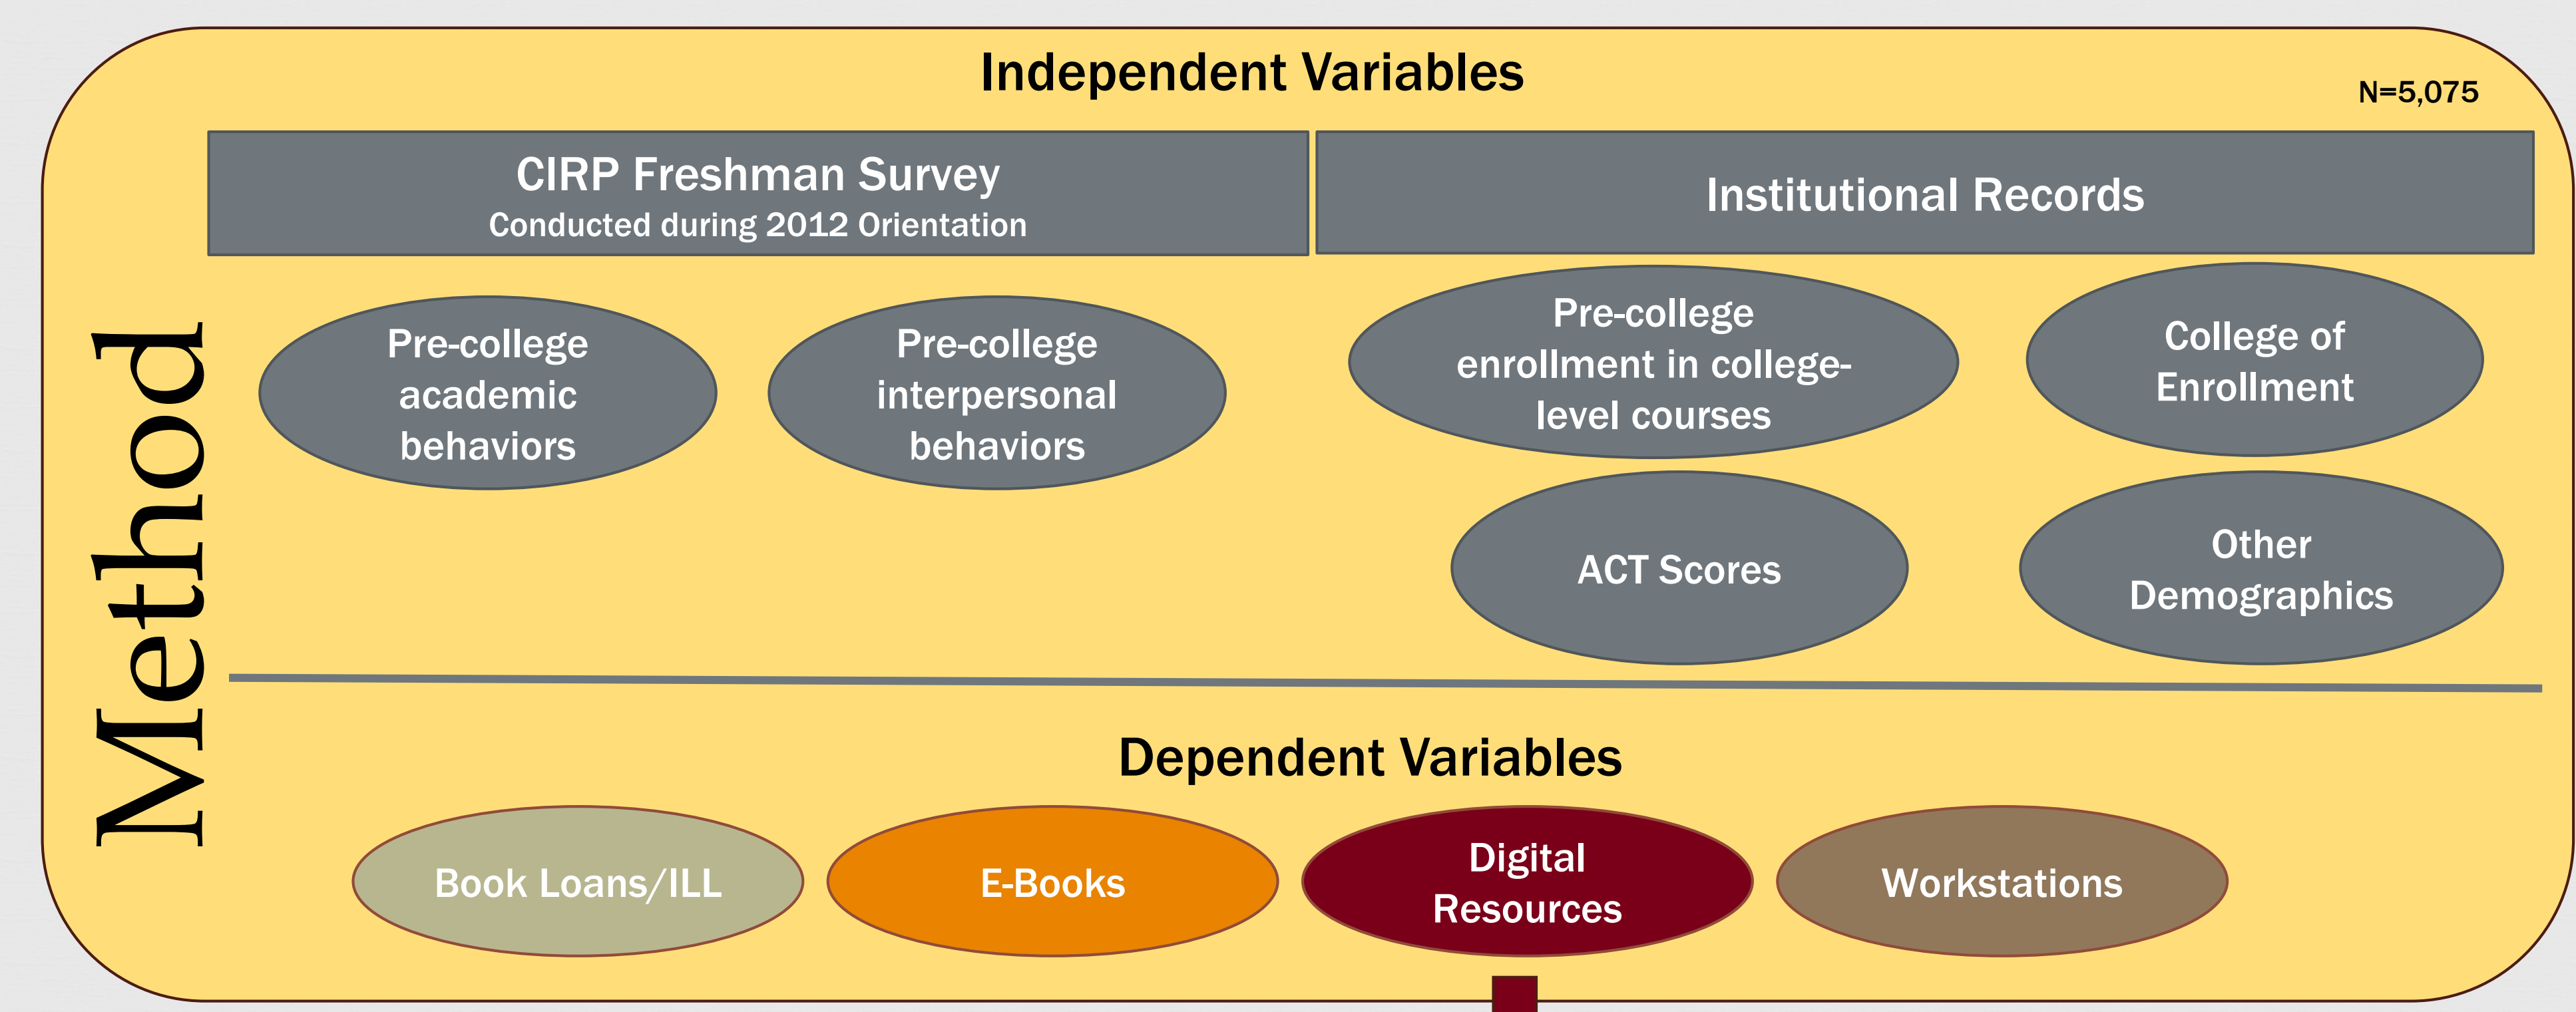 Independent Variables
N=5,075
CIRP Freshman Survey
Conducted during 2012 Orientation
Institutional Records
Method
Pre-college
academic
behaviors
Pre-college
interpersonal
behaviors
Pre-college
enrollment in college-
level courses
College of
Enrollment
ACT Scores
Other
Demographics
Dependent Variables
Book Loans/ILL
E-Books
Digital
Resources
Workstations